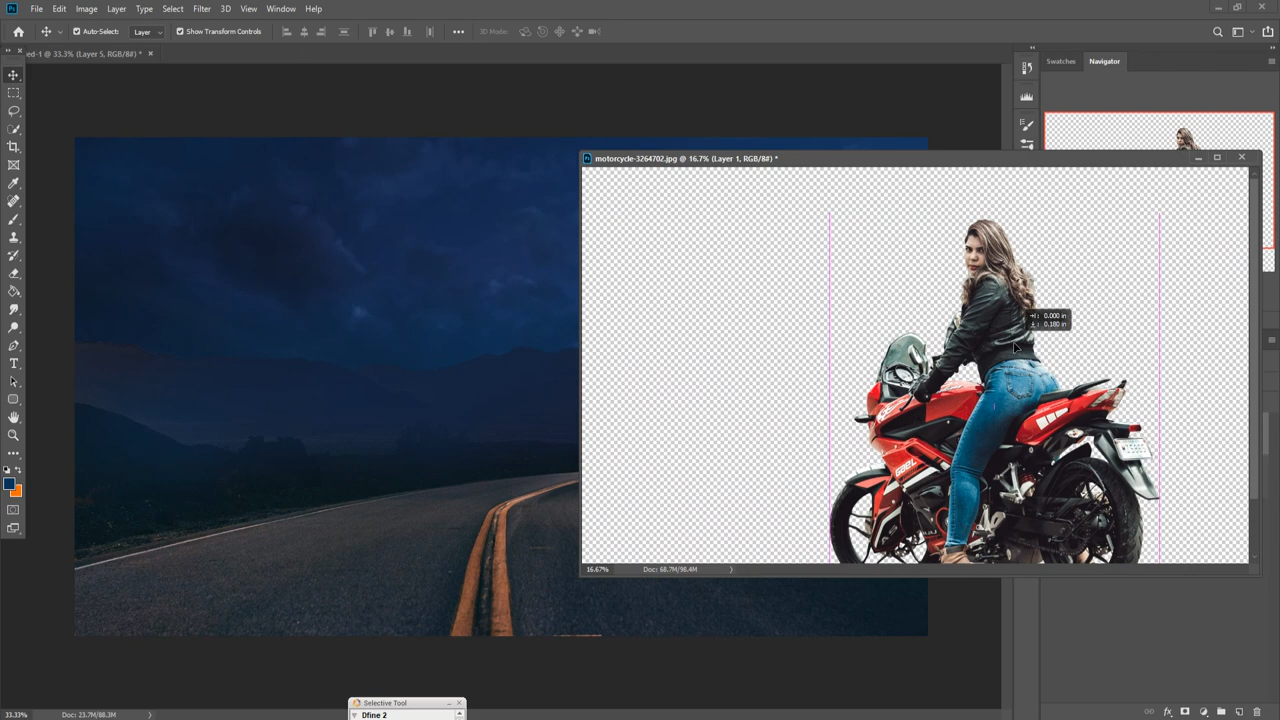 Ps File Edit Image Layer Type Select Filter 3D View Window Help
Auto-Select: Layer Show Transform Controls 3D Mode:
ed-1 @ 33.3% (Layer 5, RGB/8#) *
Swatches Navigator
motorcycle-3264702.jpg @ 16.7% (Layer 1, RGB/8#) *
: 0.000 in
: 0.180 in
GAEL
16.67% Doc: 68.7M/98.4M
Selective Tool
Dfine 2
33.33% Doc: 23.7M/88.3M